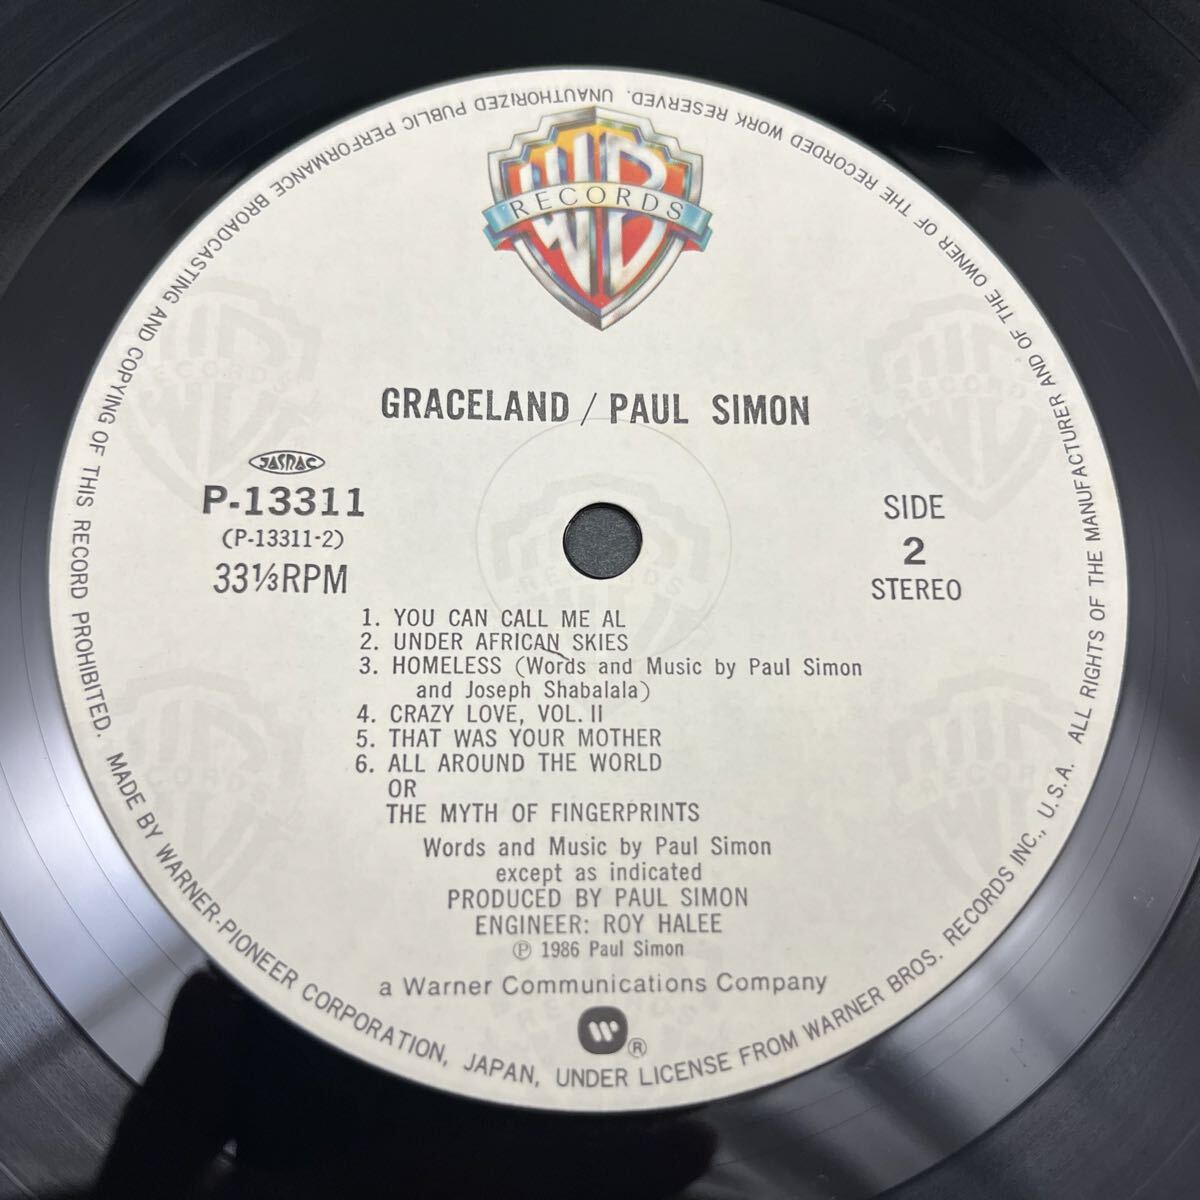 WB
RECORDS
GRACELAND / PAUL SIMON
JASRAC
P-13311
(P-13311-2)
33⅓RPM
SIDE
2
STEREO
1. YOU CAN CALL ME AL
2. UNDER AFRICAN SKIES
3. HOMELESS (Words and Music by Paul Simon
and Joseph Shabalala)
4. CRAZY LOVE, VOL. II
5. THAT WAS YOUR MOTHER
6. ALL AROUND THE WORLD
OR
THE MYTH OF FINGERPRINTS
Words and Music by Paul Simon
except as indicated
PRODUCED BY PAUL SIMON
ENGINEER: ROY HALEE
℗ 1986 Paul Simon
a Warner Communications Company
®
MADE BY WARNER-PIONEER CORPORATION, JAPAN, UNDER LICENSE FROM WARNER BROS. RECORDS INC., U.S.A. ALL RIGHTS OF THE MANUFACTURER AND OF THE OWNER OF THE RECORDED WORK RESERVED. UNAUTHORIZED PUBLIC PERFORMANCE BROADCASTING AND COPYING OF THIS RECORD PROHIBITED.